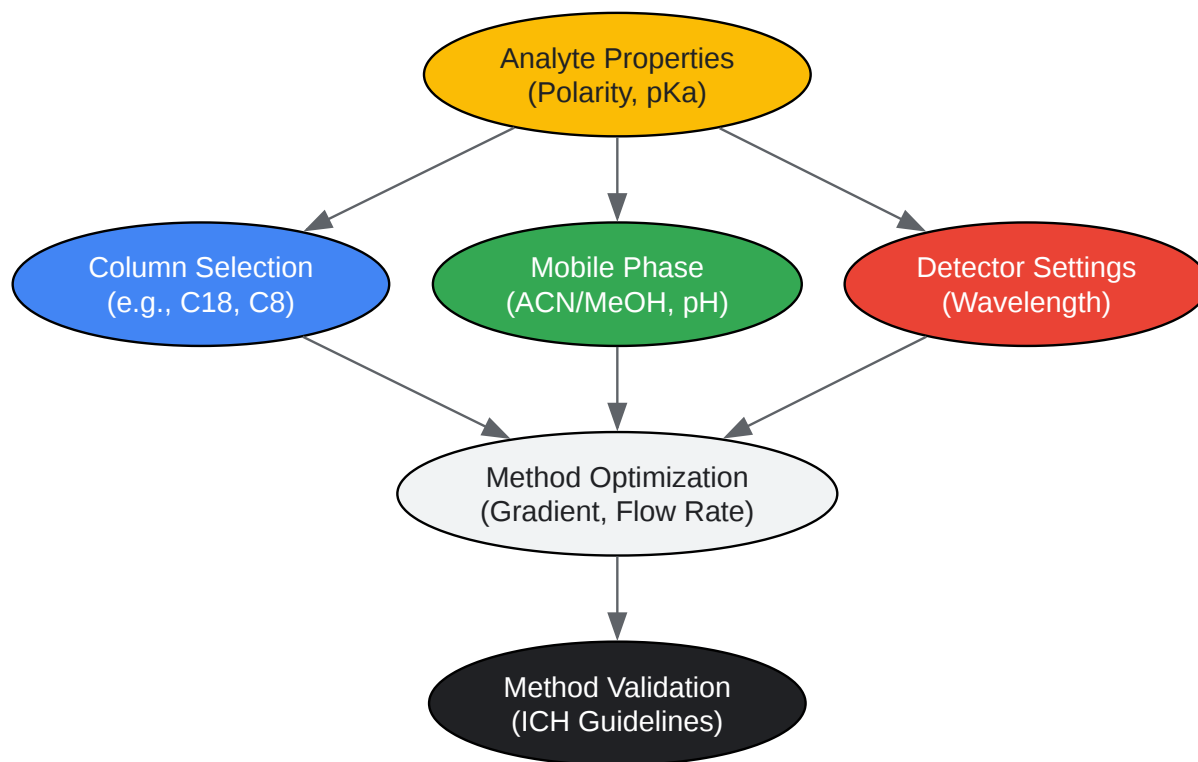 Analyte Properties
(Polarity, pKa)
Column Selection
(e.g., C18, C8)
Mobile Phase
(ACN/MeOH, pH)
Detector Settings
(Wavelength)
Method Optimization
(Gradient, Flow Rate)
Method Validation
(ICH Guidelines)